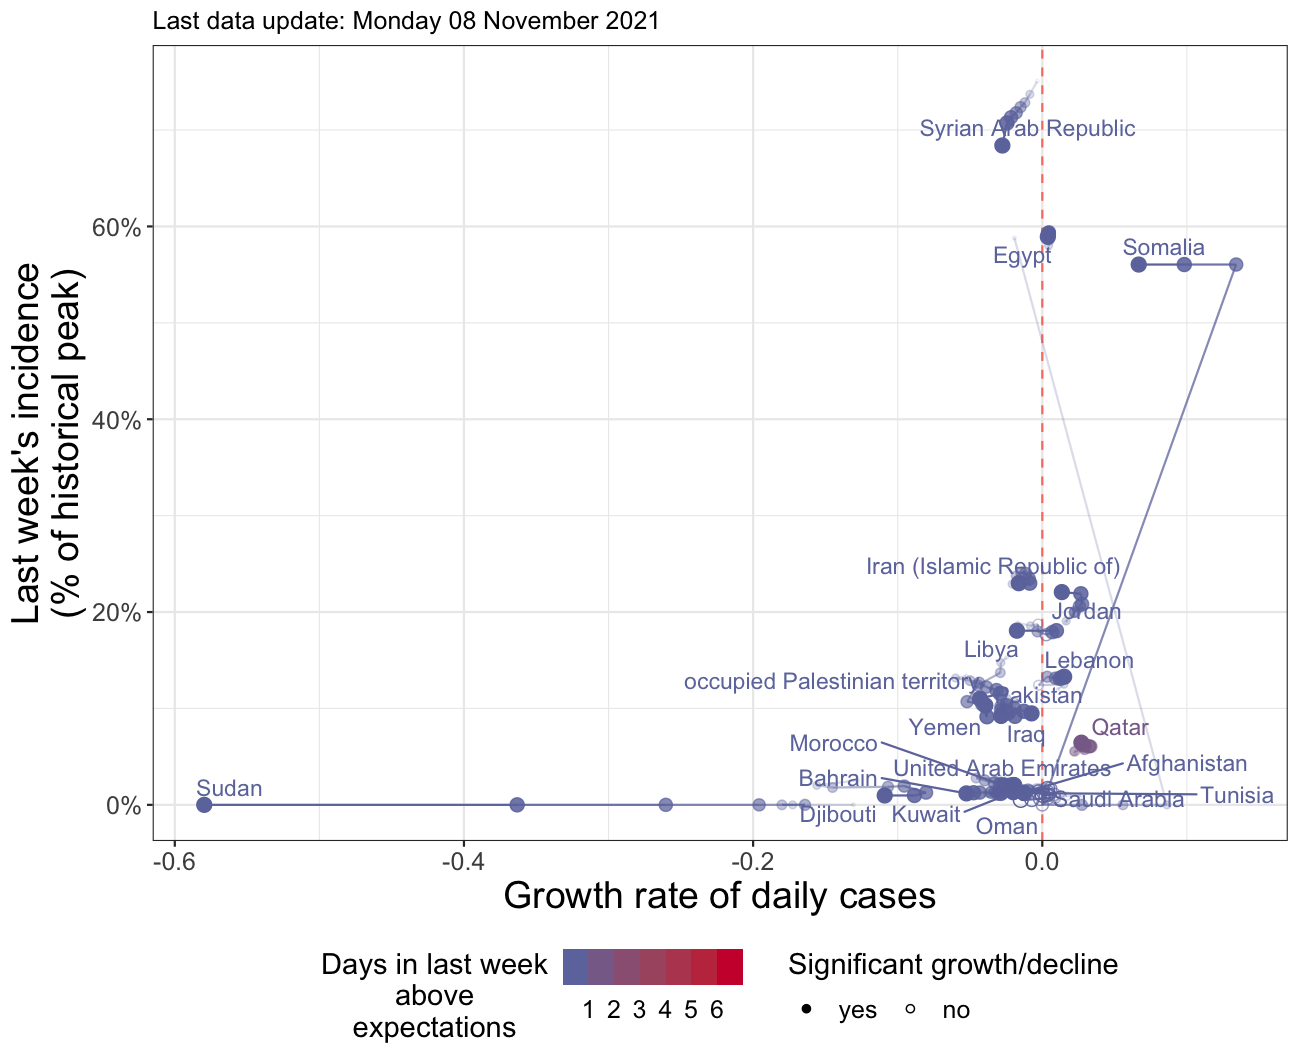 Last data update: Monday 08 November 2021
Last week's incidence
(% of historical peak)
60%
40%
20%
0%
Syrian Arab Republic
Egypt
Somalia
Iran (Islamic Republic of)
Jordan
Libya
Lebanon
occupied Palestinian territory
Pakistan
Yemen
Iraq
Qatar
Morocco
United Arab Emirates
Afghanistan
Bahrain
Sudan
Saudi Arabia
Tunisia
Djibouti
Kuwait
Oman
-0.6
-0.4
-0.2
0.0
Growth rate of daily cases
Days in last week
above
expectations
1 2 3 4 5 6
Significant growth/decline
yes
no